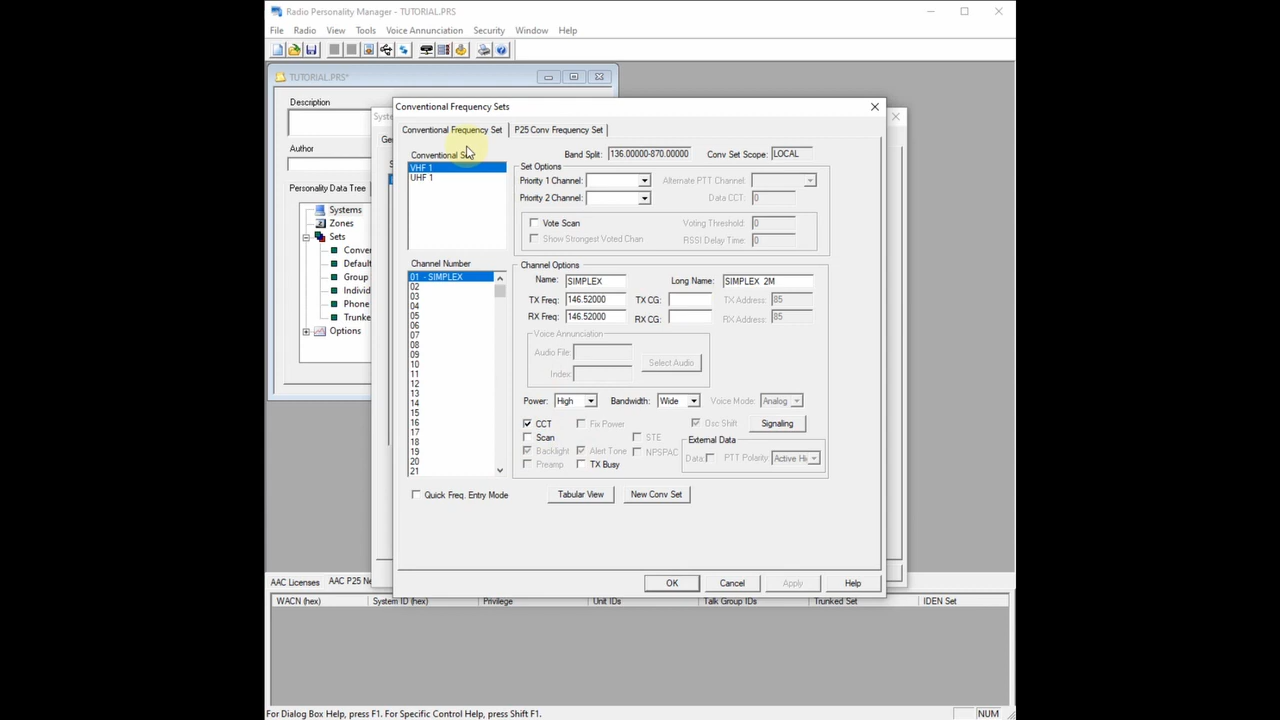 Radio Personality Manager - TUTORIAL.PRS
File Radio View Tools Voice Annunciation Security Window Help
TUTORIAL.PRS*
Description
Author
Personality Data Tree
Systems
Zones
Sets
Conve
Default
Group
Individ
Phone
Trunke
Options
Syste
Ge
Conventional Frequency Sets
Conventional Frequency Set P25 Conv Frequency Set
Conventional Set
VHF 1
UHF 1
Band Split: 136.00000-870.00000 Conv Set Scope: LOCAL
Set Options
Priority 1 Channel: Alternate PTT Channel:
Priority 2 Channel: Data CCT: 0
Vote Scan Voting Threshold: 0
Show Strongest Voted Chan RSSI Delay Time: 0
Channel Number
01 - SIMPLEX
02
03
04
05
06
07
08
09
10
11
12
13
14
15
16
17
18
19
20
21
Channel Options
Name: SIMPLEX Long Name: SIMPLEX 2M
TX Freq: 146.52000 TX CG: TX Address: 85
RX Freq: 146.52000 RX CG: RX Address: 85
Voice Annunciation
Audio File: Select Audio
Index:
Power: High Bandwidth: Wide Voice Mode: Analog
CCT Fix Power Osc Shift Signaling
Scan STE External Data
Backlight Alert Tone NPSPAC Data: PTT Polarity Active Hi
Preamp TX Busy
Quick Freq. Entry Mode Tabular View New Conv Set
OK Cancel Apply Help
AAC Licenses AAC P25 Ne
WACN (hex) System ID (hex) Privilege Unit IDs Talk Group IDs Trunked Set IDEN Set
For Dialog Box Help, press F1. For Specific Control Help, press Shift F1. NUM